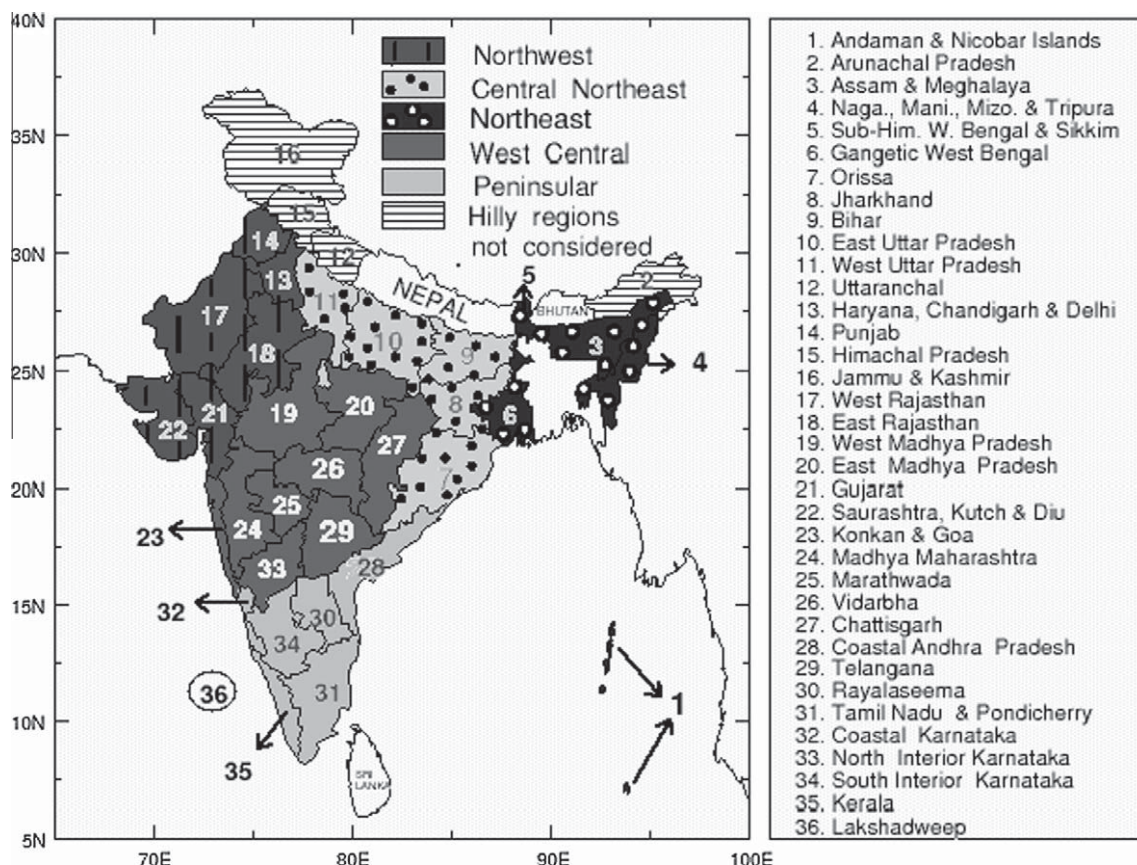 40N
35N
30N
25N
20N
15N
10N
5N
70E
80E
90E
100E
Northwest
Central Northeast
Northeast
West Central
Peninsular
Hilly regions
not considered
16
15
14
12
13
11
17
18
10
9
NEPAL
5
BHUTAN
2
3
4
19
20
8
6
21
22
27
7
26
25
24
29
23
33
28
32
30
34
31
36
35
1
SRI
LANKA
1. Andaman & Nicobar Islands
2. Arunachal Pradesh
3. Assam & Meghalaya
4. Naga., Mani., Mizo. & Tripura
5. Sub-Him. W. Bengal & Sikkim
6. Gangetic West Bengal
7. Orissa
8. Jharkhand
9. Bihar
10. East Uttar Pradesh
11. West Uttar Pradesh
12. Uttaranchal
13. Haryana, Chandigarh & Delhi
14. Punjab
15. Himachal Pradesh
16. Jammu & Kashmir
17. West Rajasthan
18. East Rajasthan
19. West Madhya Pradesh
20. East Madhya Pradesh
21. Gujarat
22. Saurashtra, Kutch & Diu
23. Konkan & Goa
24. Madhya Maharashtra
25. Marathwada
26. Vidarbha
27. Chattisgarh
28. Coastal Andhra Pradesh
29. Telangana
30. Rayalaseema
31. Tamil Nadu & Pondicherry
32. Coastal Karnataka
33. North Interior Karnataka
34. South Interior Karnataka
35. Kerala
36. Lakshadweep